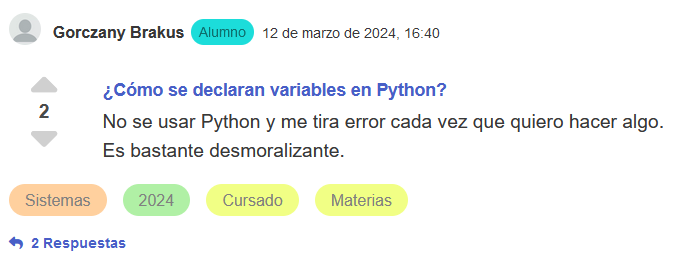 Gorczany Brakus Alumno 12 de marzo de 2024, 16:40
¿Cómo se declaran variables en Python?
2
No se usar Python y me tira error cada vez que quiero hacer algo.
Es bastante desmoralizante.
Sistemas 2024 Cursado Materias
2 Respuestas